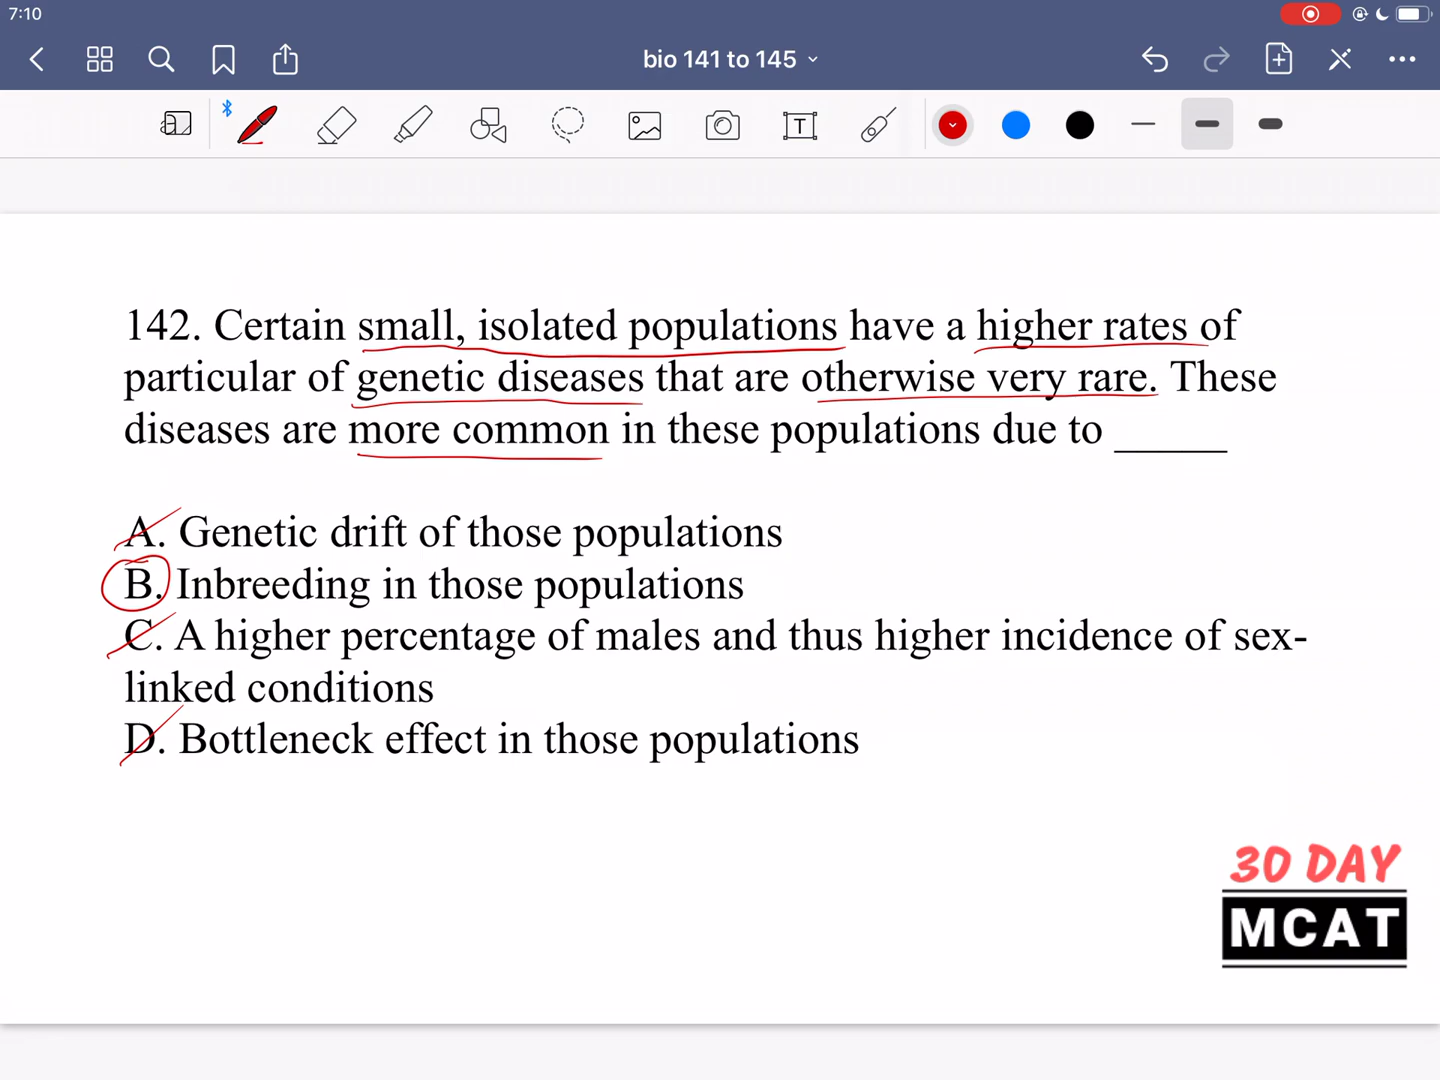 7:10
bio 141 to 145
T
142. Certain small, isolated populations have a higher rates of
particular of genetic diseases that are otherwise very rare. These
diseases are more common in these populations due to ______
A. Genetic drift of those populations
B. Inbreeding in those populations
C. A higher percentage of males and thus higher incidence of sex-
linked conditions
D. Bottleneck effect in those populations
30 DAY
MCAT